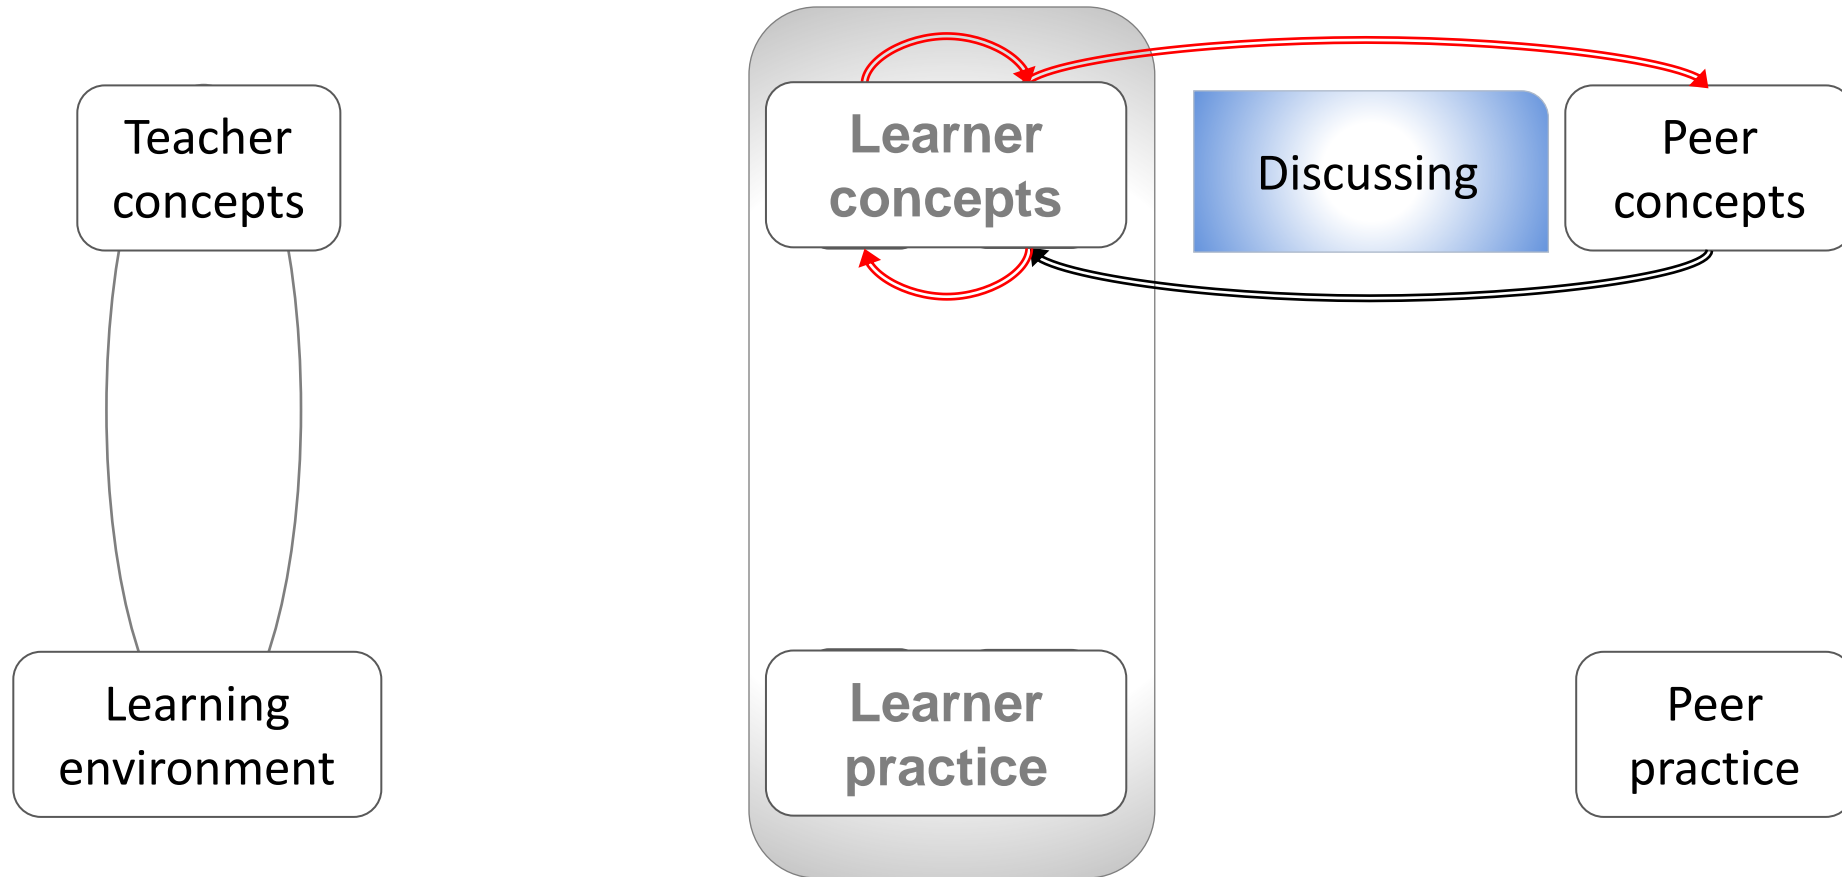 Teacher
concepts
Learner
concepts
Discussing
Peer
concepts
Learning
environment
Learner
practice
Peer
practice